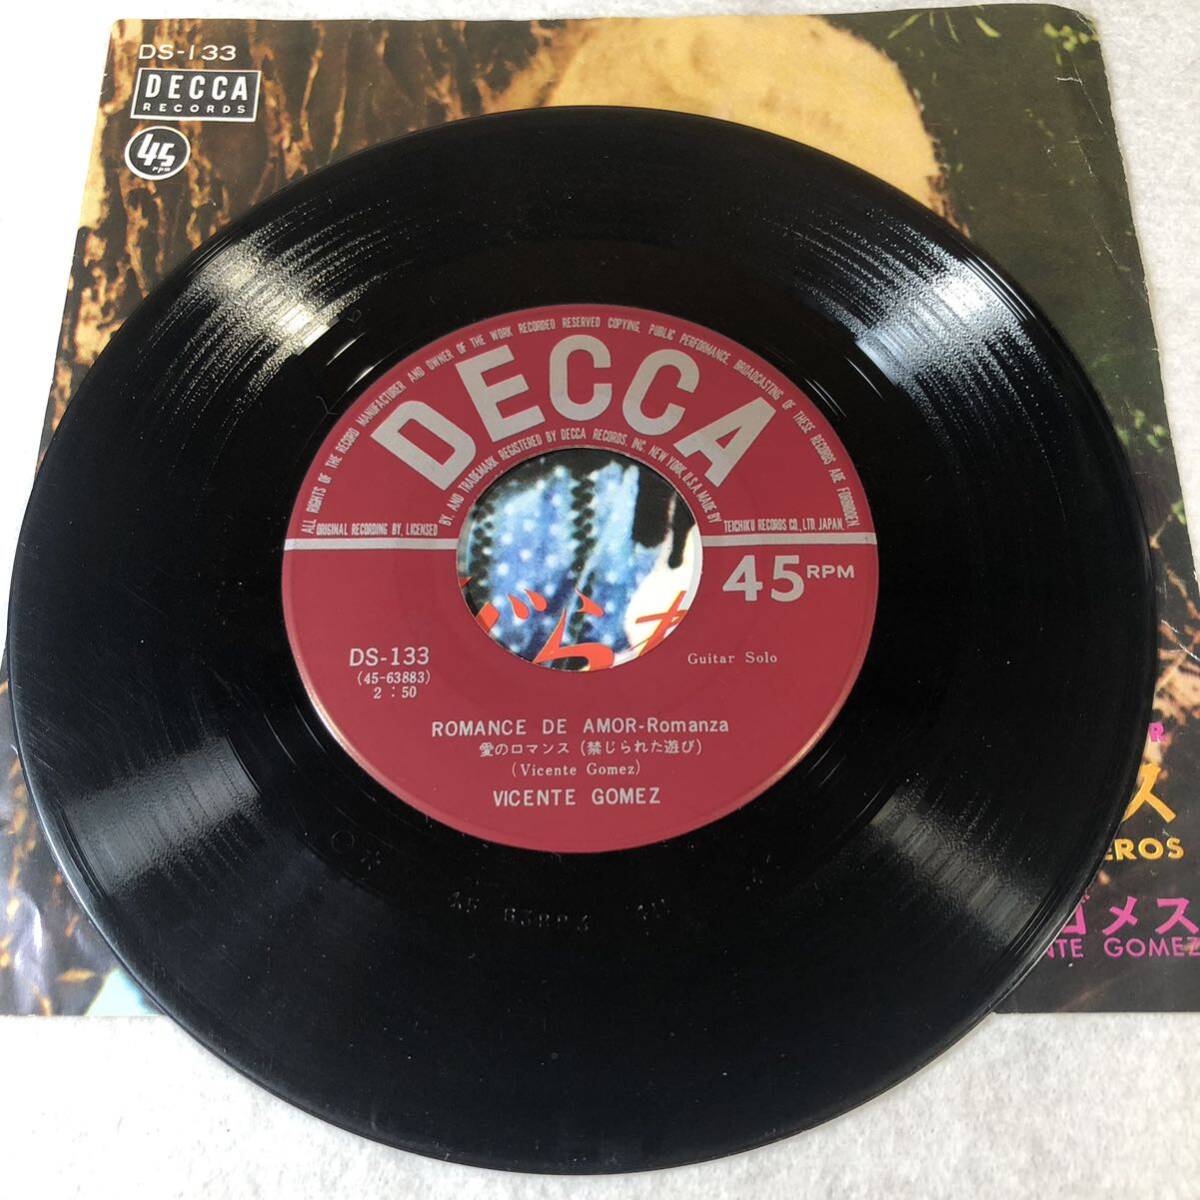 DS-133
DECCA
RECORDS
45
rpm
ALL RIGHTS OF THE RECORD MANUFACTURER AND OWNER OF THE WORK RECORDED RESERVED COPYING, PUBLIC PERFORMANCE, BROADCASTING OF THESE RECORDS ARE FORBIDDEN.
DECCA
ORIGINAL RECORDING BY, LICENSED BY, AND TRADEMARK REGISTERED BY DECCA RECORDS, INC. NEW YORK, U.S.A. MADE BY TEICHIKU RECORDS CO., LTD. JAPAN.
45 RPM
DS-133
(45-63883)
2:50
Guitar Solo
ROMANCE DE AMOR-Romanza
愛のロマンス (禁じられた遊び)
(Vicente Gomez)
VICENTE GOMEZ
45 63883
R
ス
EROS
ゴメス
NTE GOMEZ